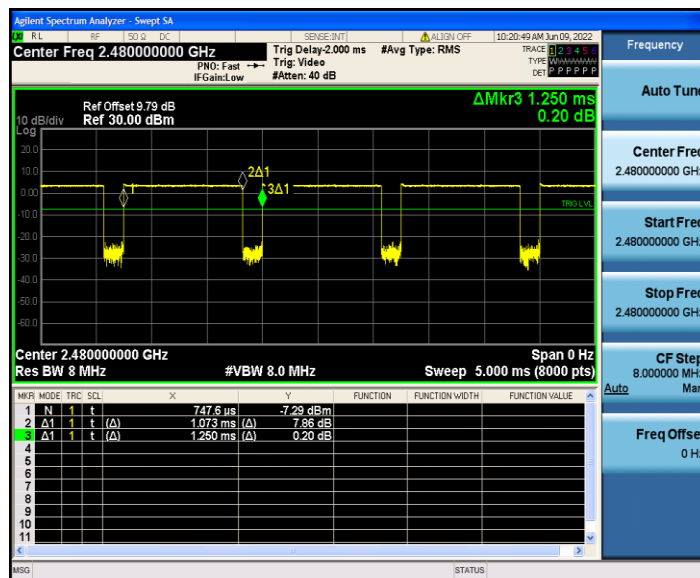 Agilent Spectrum Analyzer - Swept SA
RL RF 50 Ω DC SENSE:INT ALIGN OFF 10:20:49 AM Jun 09, 2022
Center Freq 2.480000000 GHz
PNO: Fast
IFGain:Low
Trig Delay-2.000 ms
Trig: Video
#Atten: 40 dB
#Avg Type: RMS
TRACE 1 2 3 4 5 6
TYPE
DET P P P P P P
Ref Offset 9.79 dB
Ref 30.00 dBm
10 dB/div
Log
ΔMkr3 1.250 ms
0.20 dB
20.0
10.0
0.00
-10.0
-20.0
-30.0
-40.0
-50.0
-60.0
1
2Δ1
3Δ1
TRIG LVL
Center 2.480000000 GHz Span 0 Hz
Res BW 8 MHz #VBW 8.0 MHz Sweep 5.000 ms (8000 pts)
MKR MODE TRC SCL X Y FUNCTION FUNCTION WIDTH FUNCTION VALUE
1 N 1 t 747.6 µs -7.29 dBm
2 Δ1 1 t (Δ) 1.073 ms (Δ) 7.86 dB
3 Δ1 1 t (Δ) 1.250 ms (Δ) 0.20 dB
4
5
6
7
8
9
10
11
MSG STATUS
Frequency
Auto Tune
Center Freq
2.480000000 GHz
Start Freq
2.480000000 GHz
Stop Freq
2.480000000 GHz
CF Step
8.000000 MHz
Auto Man
Freq Offset
0 Hz